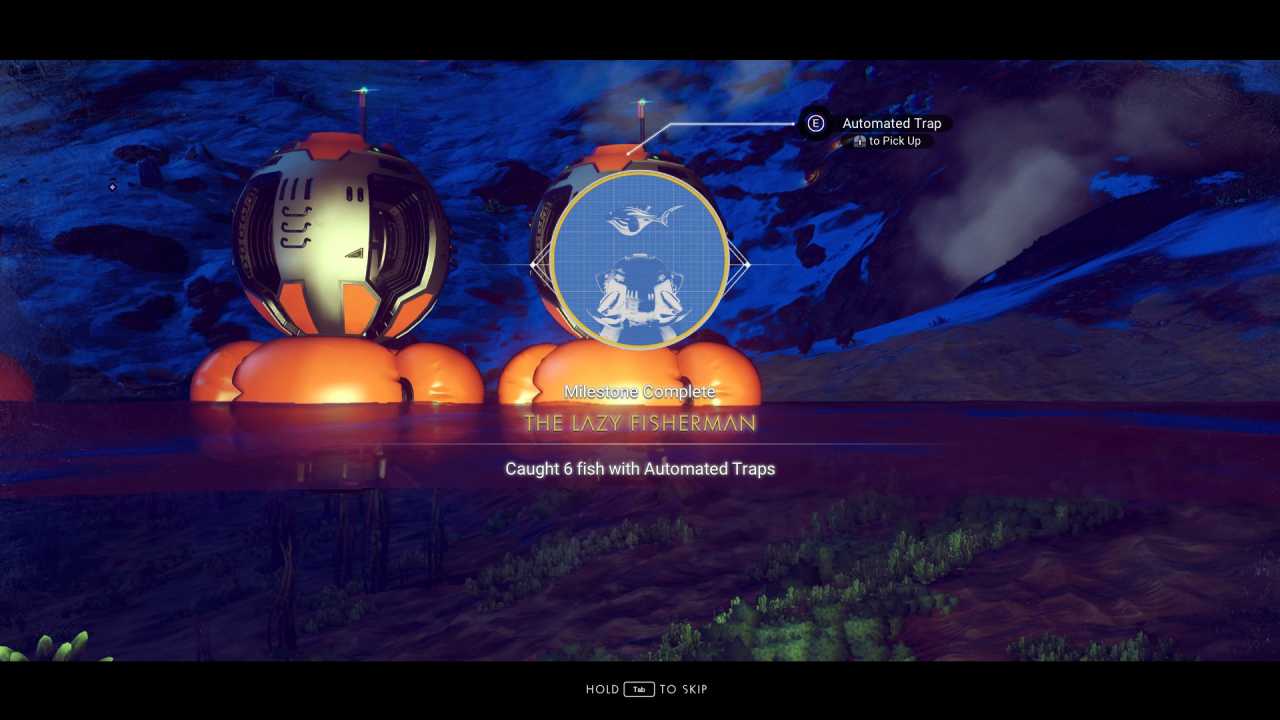 E Automated Trap
to Pick Up
Milestone Complete
THE LAZY FISHERMAN
Caught 6 fish with Automated Traps
HOLD Tab TO SKIP